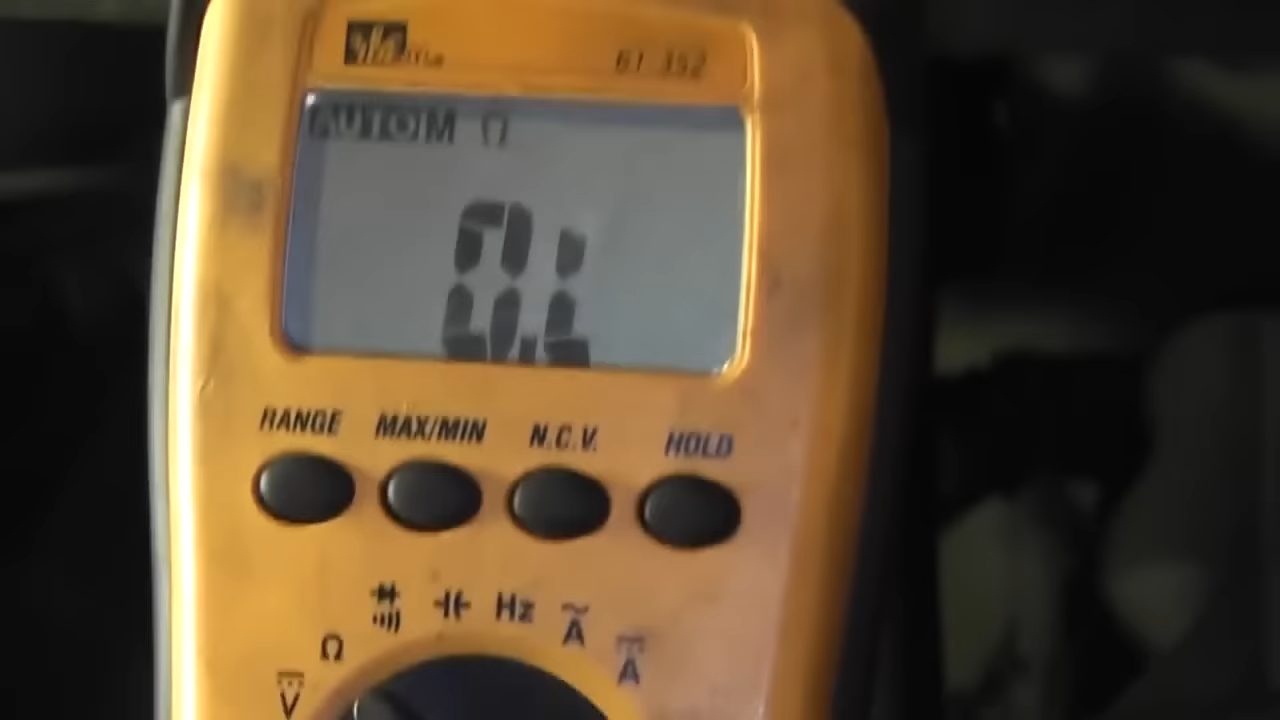 61-352
AUTO M Ω
0.L
RANGE MAX/MIN N.C.V. HOLD
Hz
Ã
Ω A
V